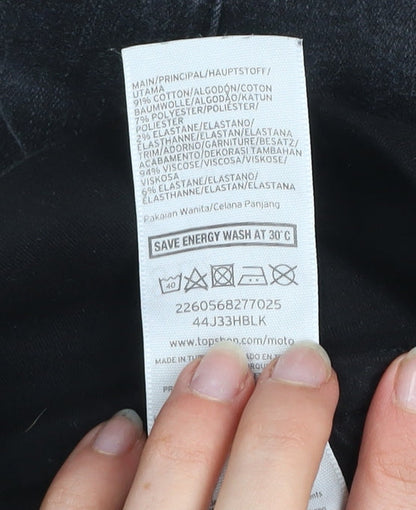 MAIN/PRINCIPAL/HAUPTSTOFF/
UTAMA
91% COTTON/ALGODÓN/COTON
BAUMWOLLE/ALGODÃO/KATUN
7% POLYESTER/POLIÉSTER/
POLIESTER
2% ELASTANE/ELASTANO/
ELASTHANNE/ELASTAN/ELASTANA
TRIM/ADORNO/GARNITURE/BESATZ/
ACABAMENTO/DEKORASI TAMBAHAN
94% VISCOSE/VISCOSA/VISKOSE/
VISKOSA
6% ELASTANE/ELASTANO/
ELASTHANNE/ELASTAN/ELASTANA
Pakaian Wanita/Celana Panjang
SAVE ENERGY WASH AT 30°C
40
2260568277025
44J33HBLK
www.topshop.com/moto
MADE IN